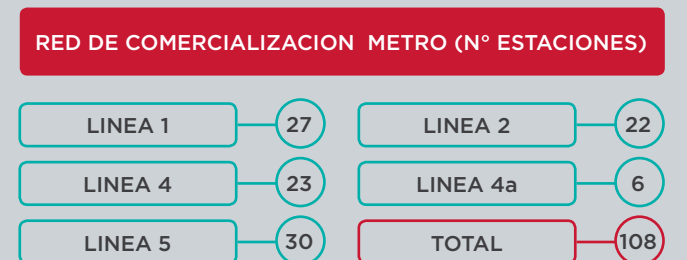 RED DE COMERCIALIZACION METRO (N° ESTACIONES)
LINEA 1 27 LINEA 2 22
LINEA 4 23 LINEA 4a 6
LINEA 5 30 TOTAL 108